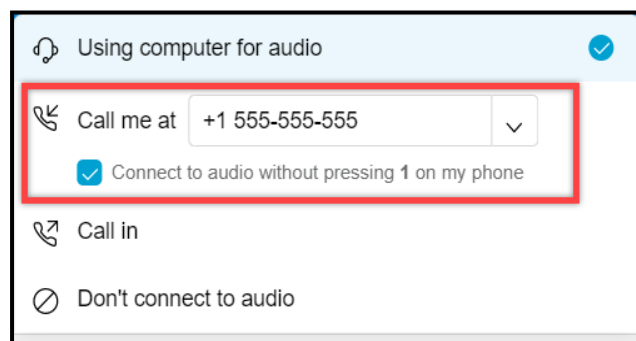 Using computer for audio
Call me at +1 555-555-555
Connect to audio without pressing 1 on my phone
Call in
Don't connect to audio